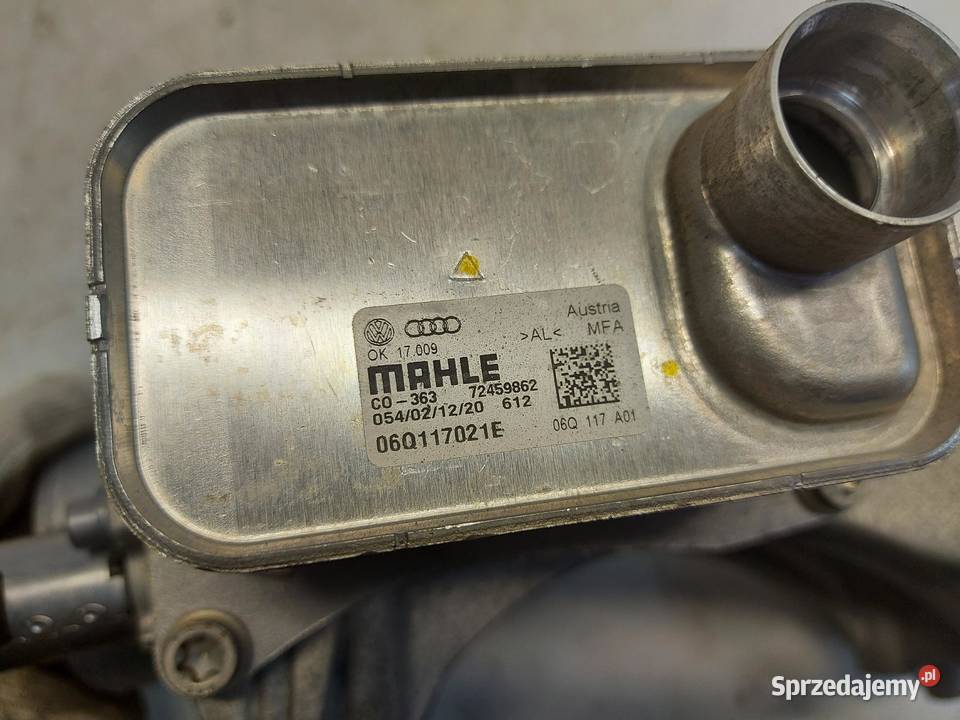 Austria
>AL< MFA
OK 17.009
MAHLE
CO-363 72459862
054/02/12/20 612
06Q117021E
06Q 117 A01
Sprzedajemy.pl